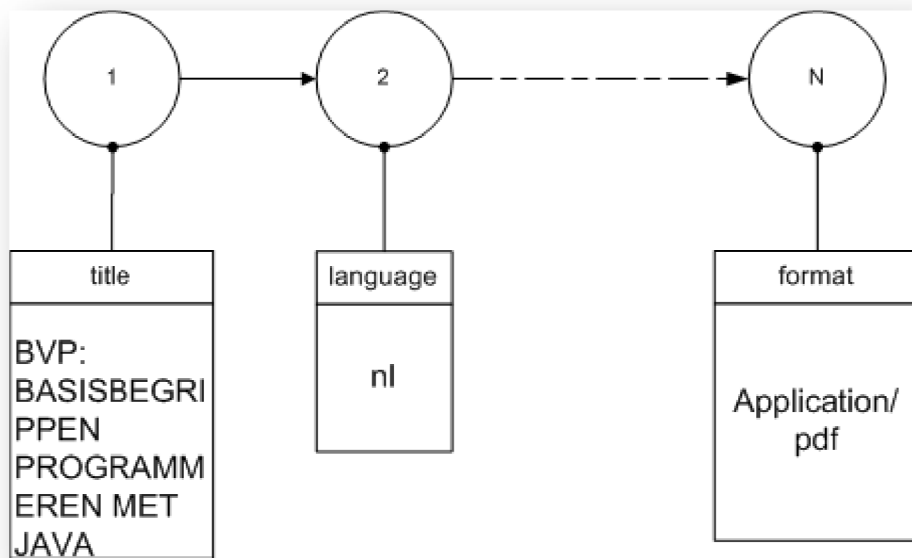 1
2
N
title
language
format
BVP:
BASISBEGRI
PPEN
PROGRAMM
EREN MET
JAVA
nl
Application/
pdf